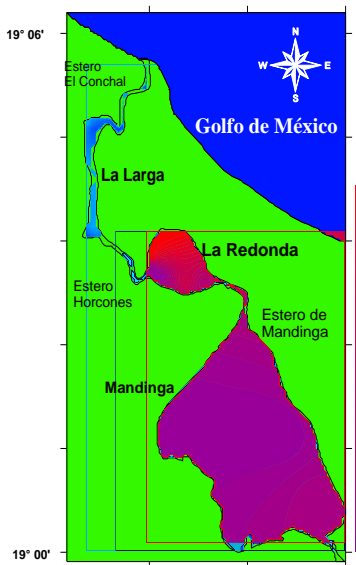 19° 06'
Estero
El Conchal
N
W
E
S
Golfo de México
La Larga
La Redonda
Estero
Horcones
Estero de
Mandinga
Mandinga
19° 00'